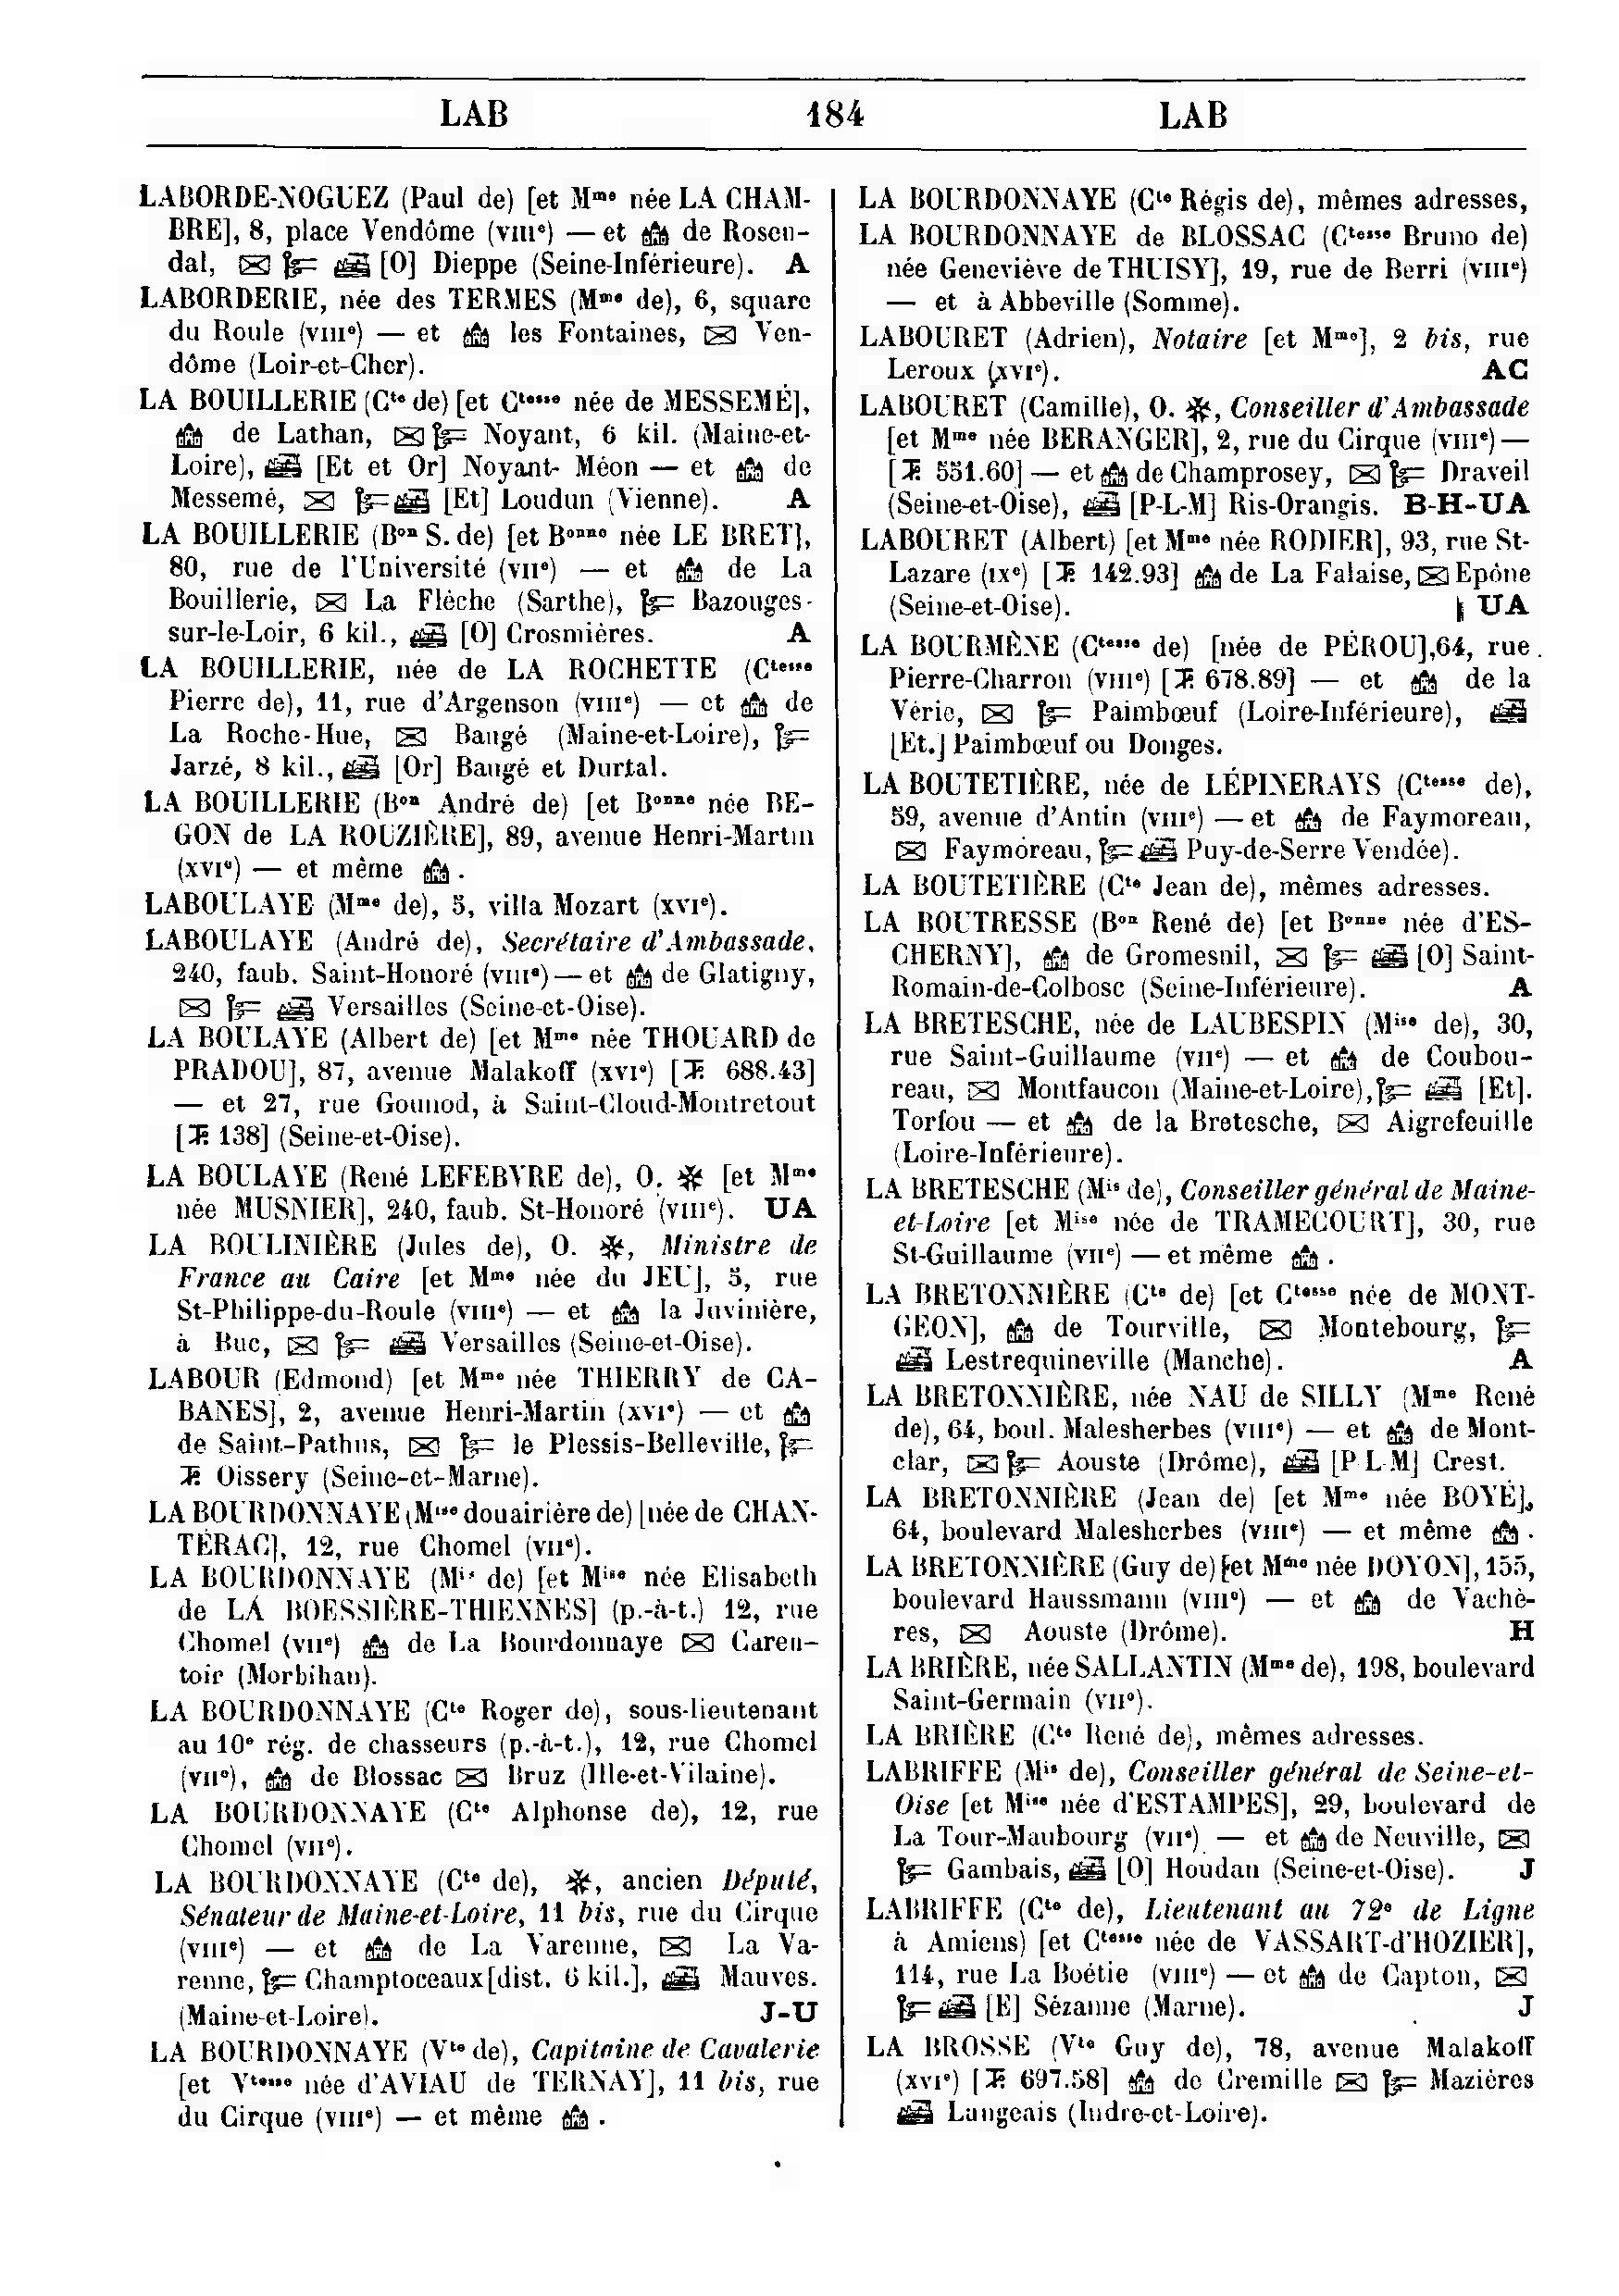 LAB 184 LAB
LABORDE-NOGUEZ (Paul de) [et Mme née LA CHAM-
BRE], 8, place Vendôme (VIIIe) — et de Rosen-
dal, [O] Dieppe (Seine-Inférieure). A
LABORDERIE, née des TERMES (Mme de), 6, square
du Roule (VIIIe) — et les Fontaines, Ven-
dôme (Loir-et-Cher).
LA BOUILLERIE (Cte de) [et Ctesse née de MESSEMÉ],
de Lathan, Noyant, 6 kil. (Maine-et-
Loire), [Et et Or] Noyant- Méon — et de
Messemé, [Et] Loudun (Vienne). A
LA BOUILLERIE (Bon S. de) [et Bonne née LE BRET],
80, rue de l'Université (VIIe) — et de La
Bouillerie, La Flèche (Sarthe), Bazouges-
sur-le-Loir, 6 kil., [O] Crosmières. A
LA BOUILLERIE, née de LA ROCHETTE (Ctesse
Pierre de), 11, rue d'Argenson (VIIIe) — et de
La Roche-Hue, Baugé (Maine-et-Loire),
Jarzé, 8 kil., [Or] Baugé et Durtal.
LA BOUILLERIE (Bon André de) [et Bonne née BE-
GON de LA ROUZIÈRE], 89, avenue Henri-Martin
(XVIe) — et même .
LABOULAYE (Mme de), 5, villa Mozart (XVIe).
LABOULAYE (André de), Secrétaire d'Ambassade,
240, faub. Saint-Honoré (VIIIe) — et de Glatigny,
Versailles (Seine-et-Oise).
LA BOULAYE (Albert de) [et Mme née THOUARD de
PRADOU], 87, avenue Malakoff (XVIe) [T. 688.43]
— et 27, rue Gounod, à Saint-Cloud-Montretout
[T. 138] (Seine-et-Oise).
LA BOULAYE (René LEFEBVRE de), O. ✻ [et Mme
née MUSNIER], 240, faub. St-Honoré (VIIIe). UA
LA BOULINIÈRE (Jules de), O. ✻, Ministre de
France au Caire [et Mme née du JEU], 5, rue
St-Philippe-du-Roule (VIIIe) — et la Juvinière,
à Buc, Versailles (Seine-et-Oise).
LABOUR (Edmond) [et Mme née THIERRY de CA-
BANES], 2, avenue Henri-Martin (XVIe) — et
de Saint-Pathus, le Plessis-Belleville,
T. Oissery (Seine-et-Marne).
LA BOURDONNAYE (Mise douairière de) [née de CHAN-
TÉRAC], 12, rue Chomel (VIIe).
LA BOURDONNAYE (Mis de) [et Mise née Elisabeth
de LA BOESSIÈRE-THIENNES] (p.-à-t.) 12, rue
Chomel (VIIe) de La Bourdonnaye Caren-
toir (Morbihan).
LA BOURDONNAYE (Cte Roger de), sous-lieutenant
au 10e rég. de chasseurs (p.-à-t.), 12, rue Chomel
(VIIe), de Blossac Bruz (Ille-et-Vilaine).
LA BOURDONNAYE (Cte Alphonse de), 12, rue
Chomel (VIIe).
LA BOURDONNAYE (Cte de), ✻, ancien Député,
Sénateur de Maine-et-Loire, 11 bis, rue du Cirque
(VIIIe) — et de La Varenne, La Va-
renne, Champtoceaux [dist. 6 kil.], Mauves.
(Maine-et-Loire). J-U
LA BOURDONNAYE (Vte de), Capitaine de Cavalerie
[et Vtesse née d'AVIAU de TERNAY], 11 bis, rue
du Cirque (VIIIe) — et même .
LA BOURDONNAYE (Cte Régis de), mêmes adresses,
LA BOURDONNAYE de BLOSSAC (Ctesse Bruno de)
née Geneviève de THUISY], 19, rue de Berri (VIIIe)
— et à Abbeville (Somme).
LABOURET (Adrien), Notaire [et Mme], 2 bis, rue
Leroux (XVIe). AC
LABOURET (Camille), O. ✻, Conseiller d'Ambassade
[et Mme née BERANGER], 2, rue du Cirque (VIIIe) —
[T. 551.60] — et de Champrosey, Draveil
(Seine-et-Oise), [P-L-M] Ris-Orangis. B-H-UA
LABOURET (Albert) [et Mme née RODIER], 93, rue St-
Lazare (IXe) [T. 142.93] de La Falaise, Epône
(Seine-et-Oise). UA
LA BOURMÈNE (Ctesse de) [née de PÉROU], 64, rue
Pierre-Charron (VIIIe) [T. 678.89] — et de la
Vérie, Paimbœuf (Loire-Inférieure),
[Et.] Paimbœuf ou Donges.
LA BOUTETIÈRE, née de LÉPINERAYS (Ctesse de),
59, avenue d'Antin (VIIIe) — et de Faymoreau,
Faymoreau, Puy-de-Serre Vendée).
LA BOUTETIÈRE (Cte Jean de), mêmes adresses.
LA BOUTRESSE (Bon René de) [et Bonne née d'ES-
CHERNY], de Gromesnil, [O] Saint-
Romain-de-Colbosc (Seine-Inférieure). A
LA BRETESCHE, née de LAUBESPIN (Mise de), 30,
rue Saint-Guillaume (VIIe) — et de Coubou-
reau, Montfaucon (Maine-et-Loire), [Et].
Torfou — et de la Bretesche, Aigrefeuille
(Loire-Inférieure).
LA BRETESCHE (Mis de), Conseiller général de Maine-
et-Loire [et Mise née de TRAMECOURT], 30, rue
St-Guillaume (VIIe) — et même .
LA BRETONNIÈRE (Cte de) [et Ctesse née de MONT-
GEON], de Tourville, Montebourg,
Lestrequineville (Manche). A
LA BRETONNIÈRE, née NAU de SILLY (Mme René
de), 64, boul. Malesherbes (VIIIe) — et de Mont-
clar, Aouste (Drôme), [P-L-M] Crest.
LA BRETONNIÈRE (Jean de) [et Mme née BOYÉ],
64, boulevard Malesherbes (VIIIe) — et même .
LA BRETONNIÈRE (Guy de) [et Mme née DOYON], 155,
boulevard Haussmann (VIIIe) — et de Vachè-
res, Aouste (Drôme). H
LA BRIÈRE, née SALLANTIN (Mme de), 198, boulevard
Saint-Germain (VIIe).
LA BRIÈRE (Cte René de), mêmes adresses.
LABRIFFE (Mis de), Conseiller général de Seine-et-
Oise [et Mise née d'ESTAMPES], 29, boulevard de
La Tour-Maubourg (VIIe) — et de Neuville,
Gambais, [O] Houdan (Seine-et-Oise). J
LABRIFFE (Cte de), Lieutenant au 72e de Ligne
à Amiens) [et Ctesse née de VASSART-d'HOZIER],
114, rue La Boétie (VIIIe) — et de Capton,
[E] Sézanne (Marne). J
LA BROSSE (Vte Guy de), 78, avenue Malakoff
(XVIe) [T. 697.58] de Cremille Mazières
Langeais (Indre-et-Loire).